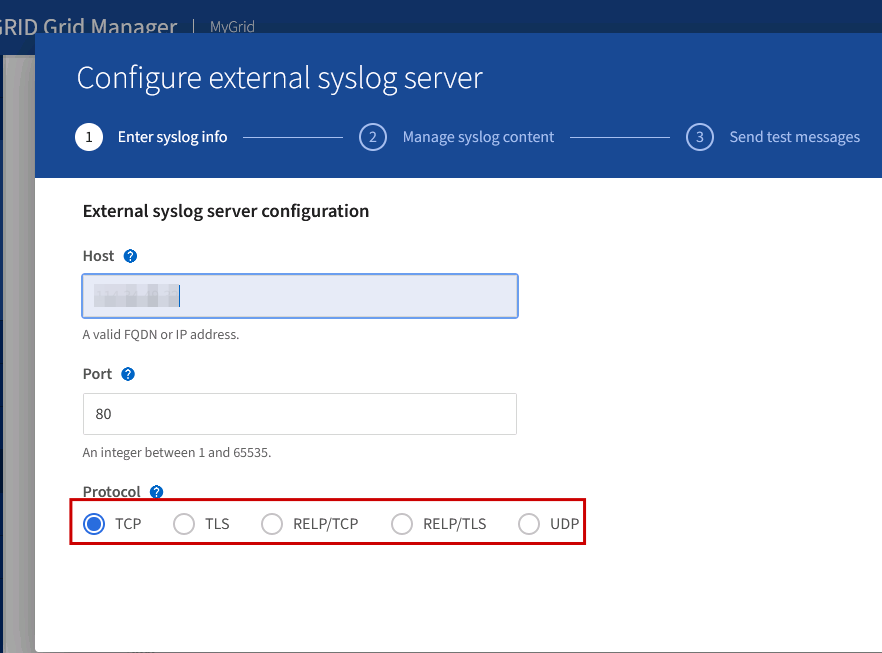 GRID Grid Manager | MyGrid
Configure external syslog server
1 Enter syslog info 2 Manage syslog content 3 Send test messages
External syslog server configuration
Host ?
A valid FQDN or IP address.
Port ?
80
An integer between 1 and 65535.
Protocol ?
TCP TLS RELP/TCP RELP/TLS UDP